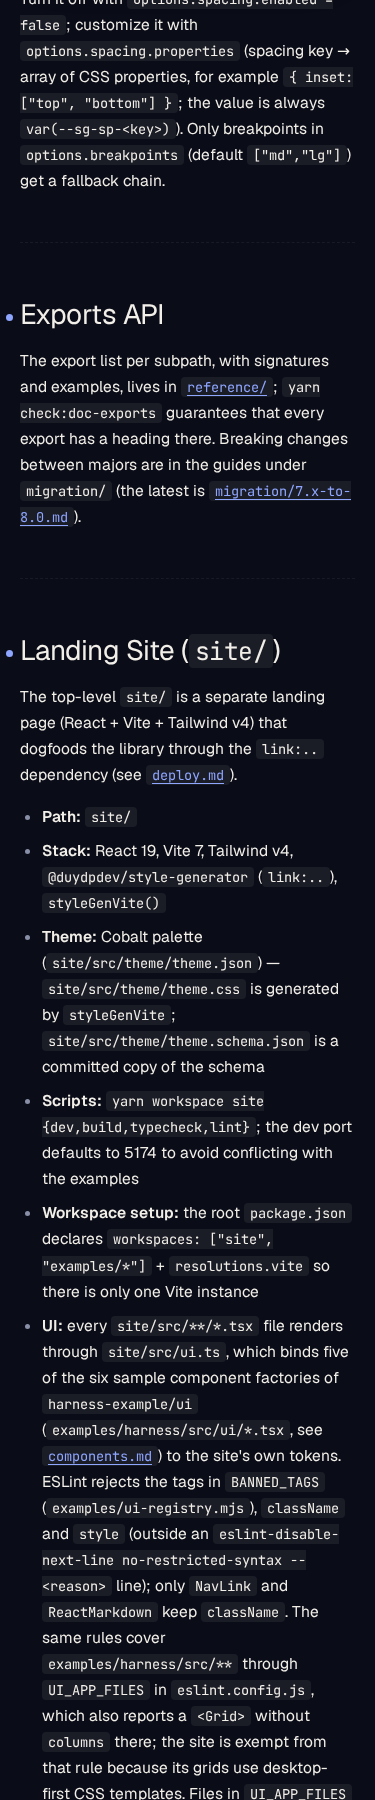 Turn it off with options.spacing.enabled =
false; customize it with
options.spacing.properties (spacing key →
array of CSS properties, for example { inset:
["top", "bottom"] }; the value is always
var(--sg-sp-<key>)). Only breakpoints in
options.breakpoints (default ["md","lg"])
get a fallback chain.
Exports API
The export list per subpath, with signatures
and examples, lives in reference/; yarn
check:doc-exports guarantees that every
export has a heading there. Breaking changes
between majors are in the guides under
migration/ (the latest is migration/7.x-to-
8.0.md).
Landing Site (site/)
The top-level site/ is a separate landing
page (React + Vite + Tailwind v4) that
dogfoods the library through the link:..
dependency (see deploy.md).
Path: site/
Stack: React 19, Vite 7, Tailwind v4,
@duydpdev/style-generator (link:..),
styleGenVite()
Theme: Cobalt palette
(site/src/theme/theme.json) —
site/src/theme/theme.css is generated
by styleGenVite;
site/src/theme/theme.schema.json is a
committed copy of the schema
Scripts: yarn workspace site
{dev,build,typecheck,lint}; the dev port
defaults to 5174 to avoid conflicting with
the examples
Workspace setup: the root package.json
declares workspaces: ["site",
"examples/*"] + resolutions.vite so
there is only one Vite instance
UI: every site/src/**/*.tsx file renders
through site/src/ui.ts, which binds five
of the six sample component factories of
harness-example/ui
(examples/harness/src/ui/*.tsx, see
components.md) to the site's own tokens.
ESLint rejects the tags in BANNED_TAGS
(examples/ui-registry.mjs), className
and style (outside an eslint-disable-
next-line no-restricted-syntax --
<reason> line); only NavLink and
ReactMarkdown keep className. The
same rules cover
examples/harness/src/** through
UI_APP_FILES in eslint.config.js,
which also reports a <Grid> without
columns there; the site is exempt from
that rule because its grids use desktop-
first CSS templates. Files in UI_APP_FILES